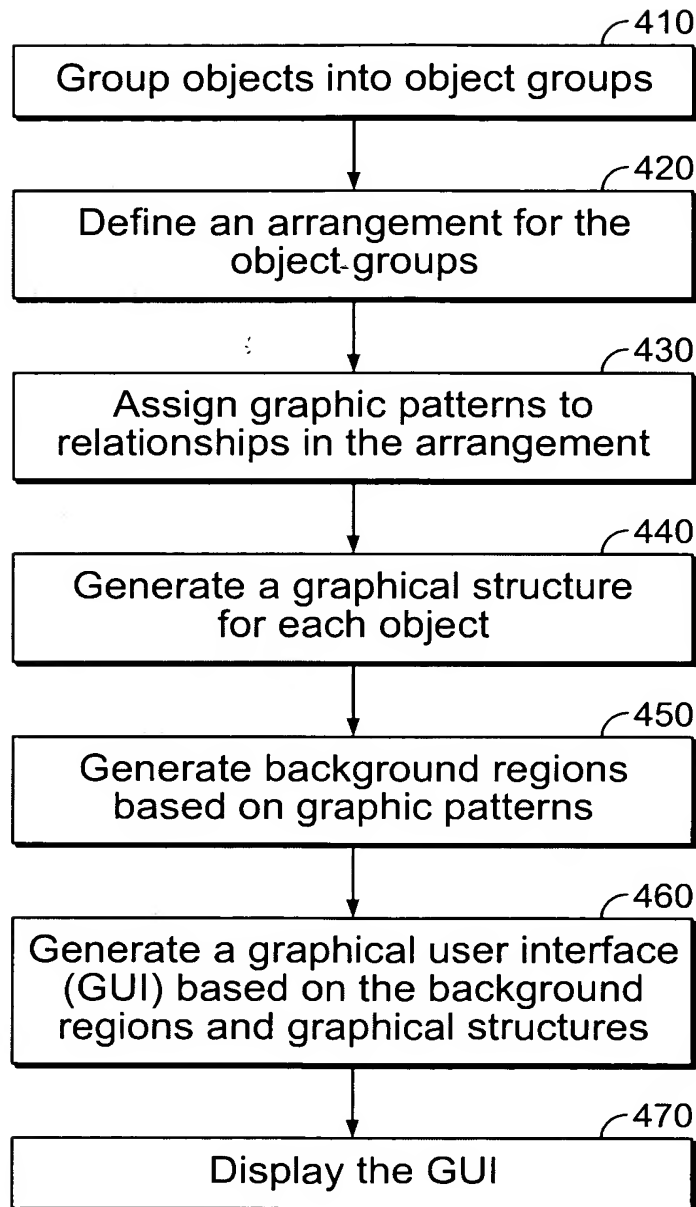 410
Group objects into object groups
420
Define an arrangement for the
object groups
430
Assign graphic patterns to
relationships in the arrangement
440
Generate a graphical structure
for each object
450
Generate background regions
based on graphic patterns
460
Generate a graphical user interface
(GUI) based on the background
regions and graphical structures
470
Display the GUI